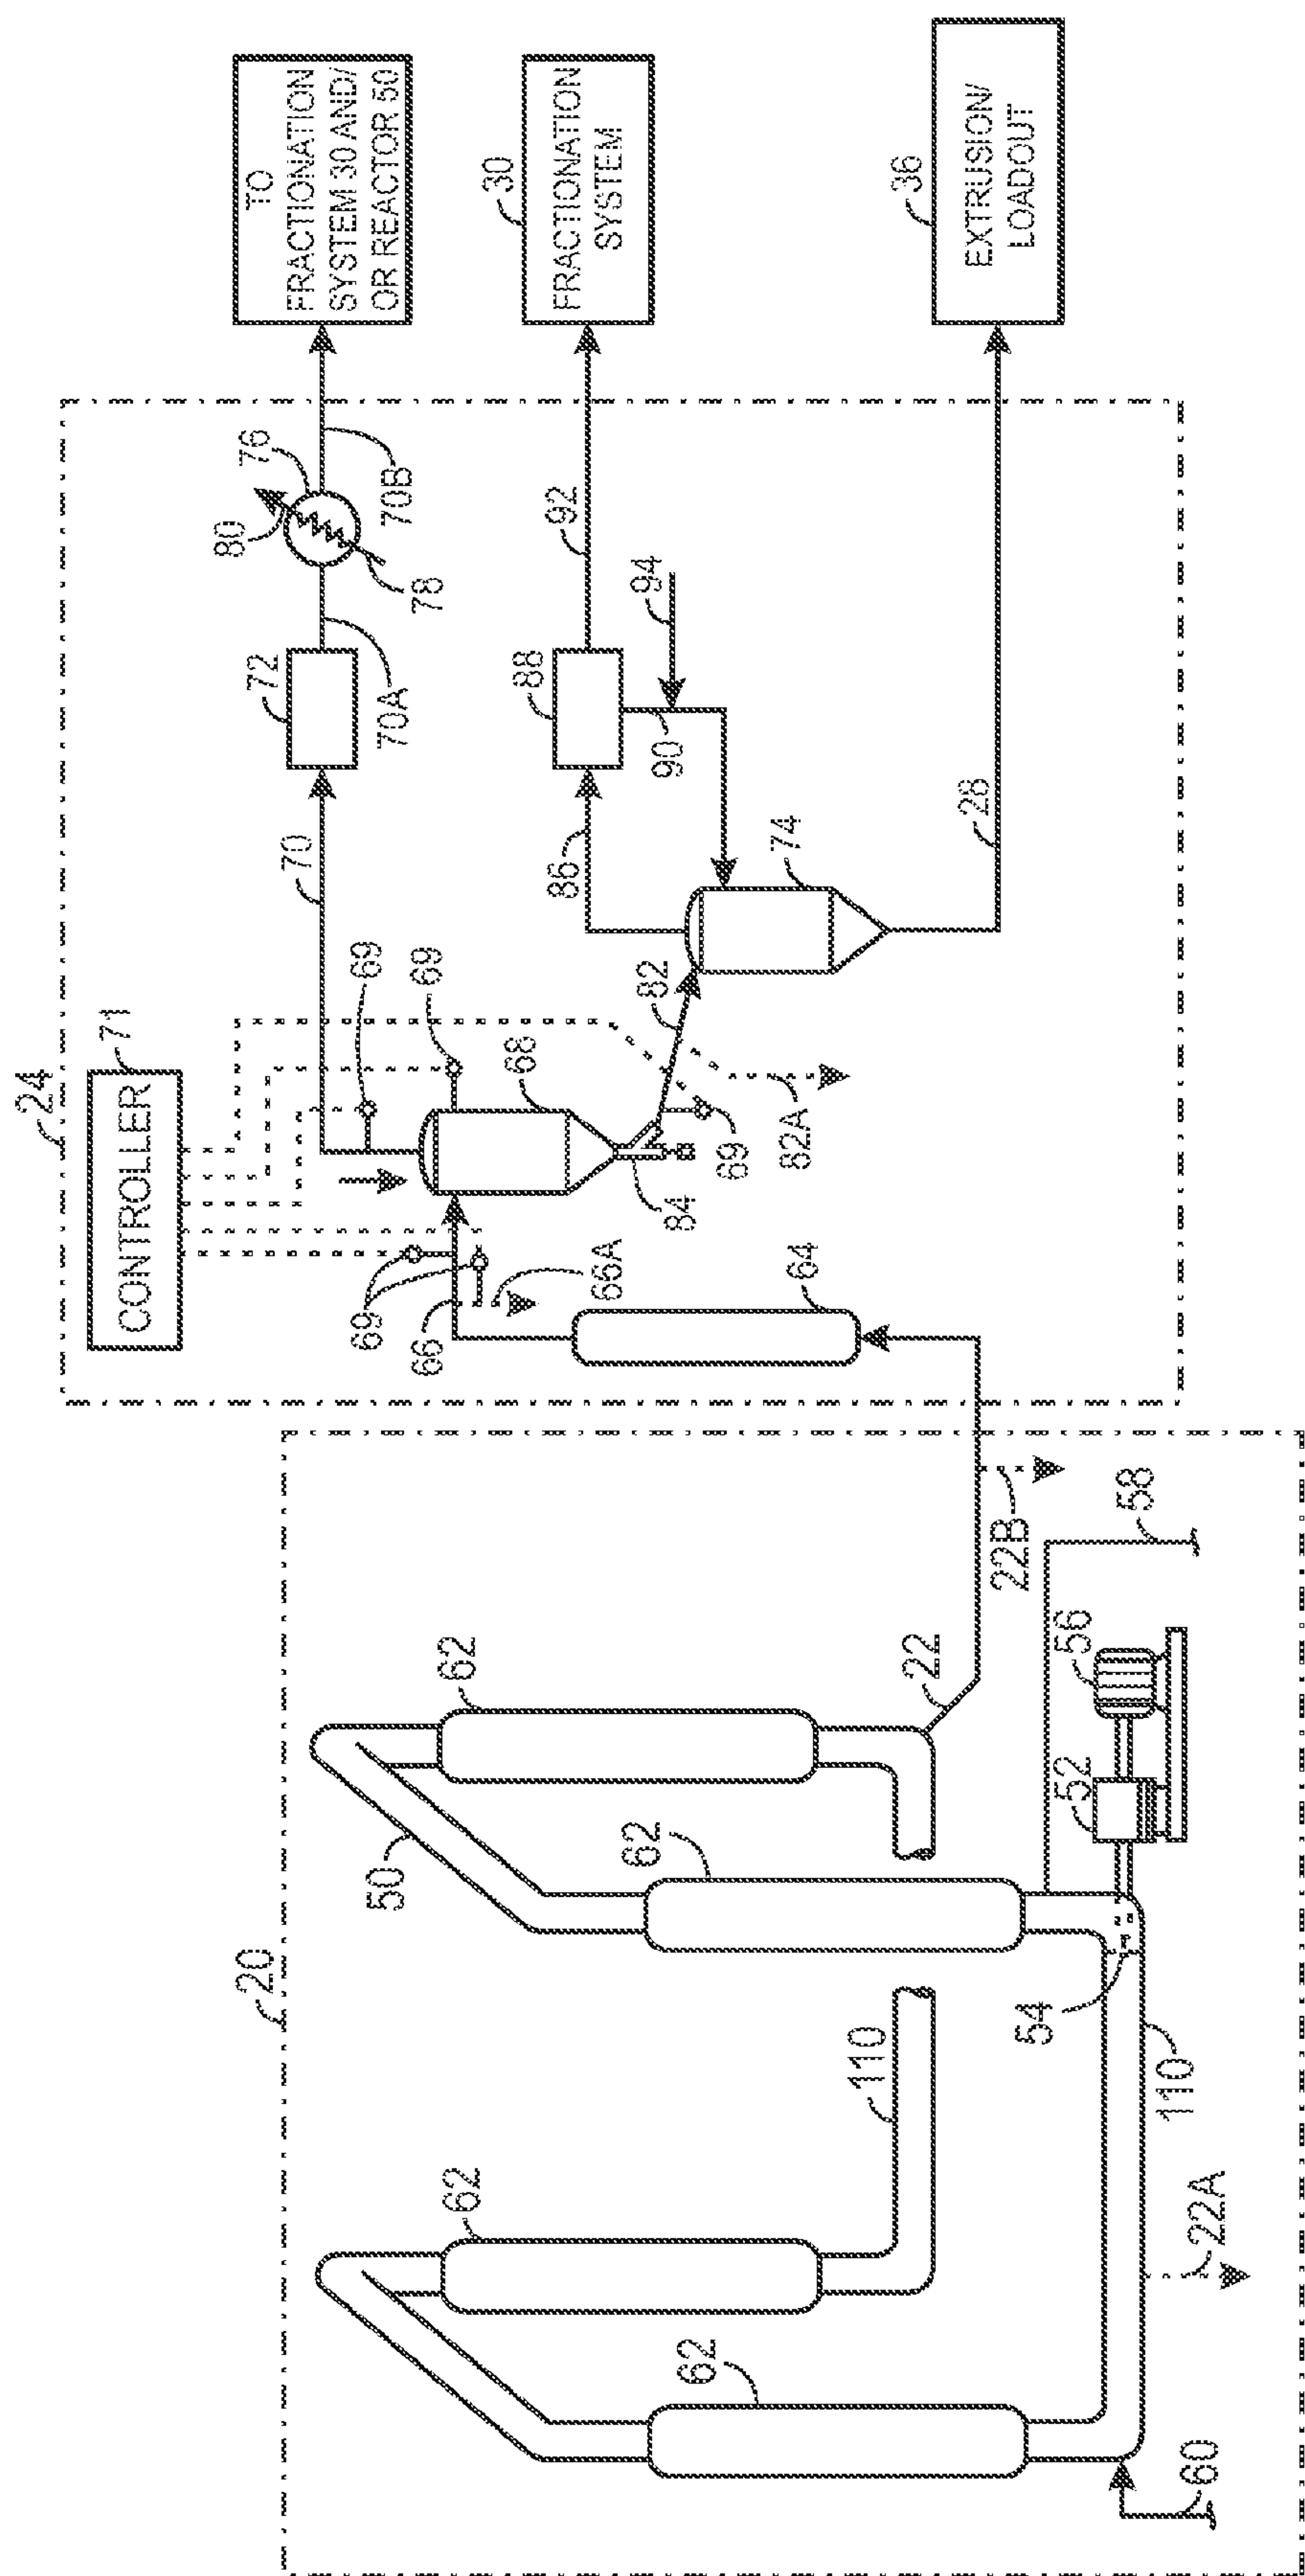 24
CONTROLLER
71
TO
FRACTIONATION
SYSTEM 30 AND/
OR REACTOR 50
30
FRACTIONATION
SYSTEM
36
EXTRUSION/
LOADOUT
70
72
70A
80
76
78
70B
69
69
69
66
66A
68
84
69
82
82A
86
88
90
94
92
74
28
64
20
62
62
62
62
50
110
110
22
22A
22B
52
54
56
58
60